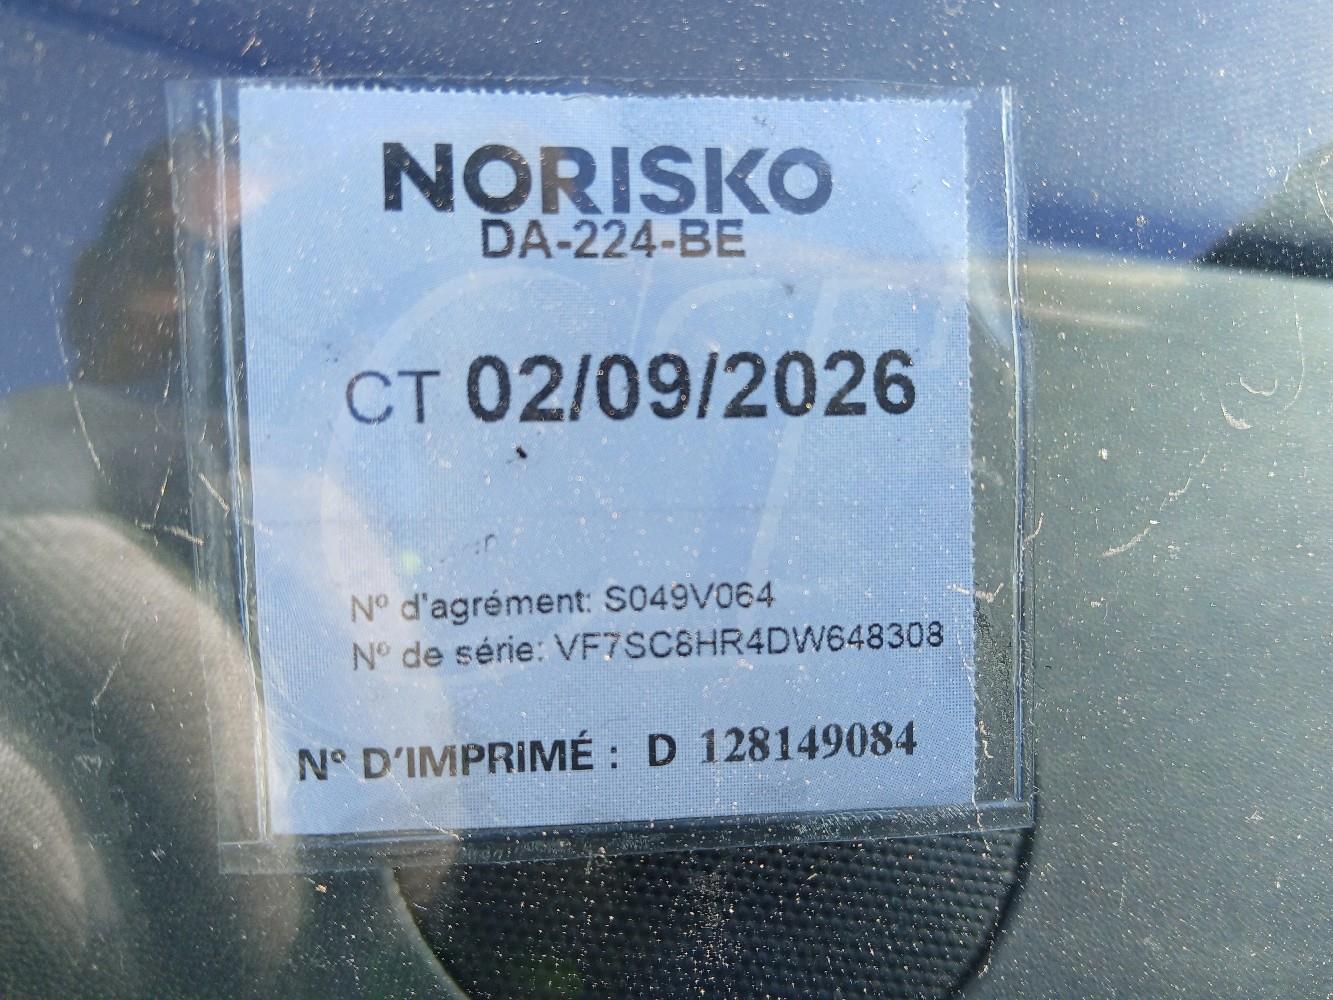 NORISKO
DA-224-BE
CT 02/09/2026
N° d'agrément: S049V064
N° de série: VF7SC8HR4DW648308
N° D'IMPRIMÉ : D 128149084